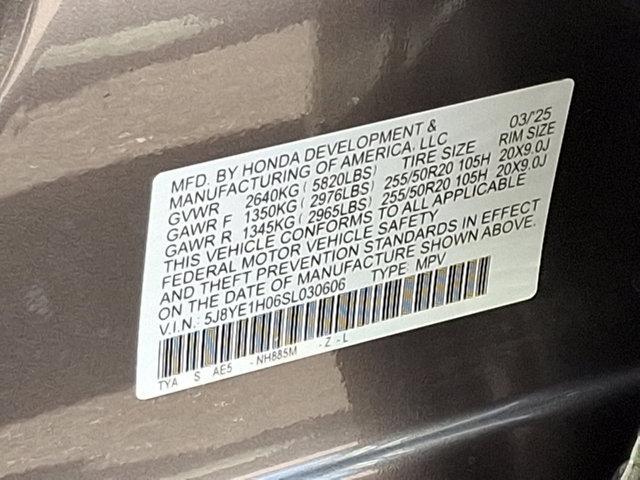 MFD. BY HONDA DEVELOPMENT & 03/'25
MANUFACTURING OF AMERICA, LLC
GVWR 2640KG ( 5820LBS) TIRE SIZE RIM SIZE
GAWR F 1350KG ( 2976LBS) 255/50R20 105H 20X9.0J
GAWR R 1345KG ( 2965LBS) 255/50R20 105H 20X9.0J
THIS VEHICLE CONFORMS TO ALL APPLICABLE
FEDERAL MOTOR VEHICLE SAFETY
AND THEFT PREVENTION STANDARDS IN EFFECT
ON THE DATE OF MANUFACTURE SHOWN ABOVE.
V.I.N.: 5J8YE1H06SL030606 TYPE: MPV
TYA S AE5 - NH885M - Z - L